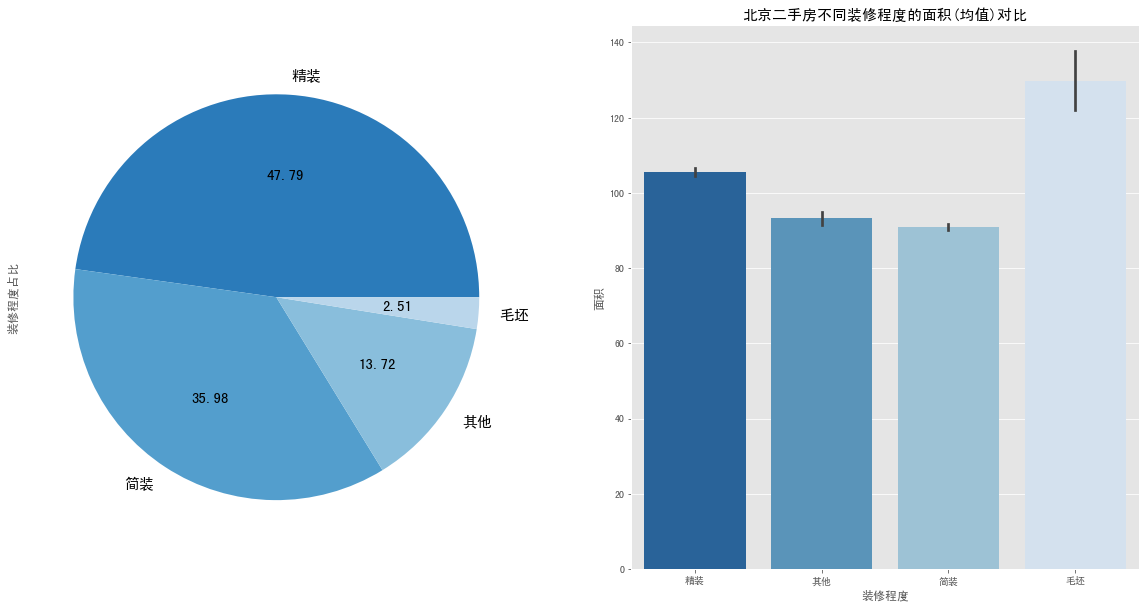 精装
47.79
2.51
毛坯
13.72
35.98
其他
简装
装修程度占比
北京二手房不同装修程度的面积(均值)对比
140
120
100
80
60
40
20
0
面积
精装 其他 简装 毛坯
装修程度